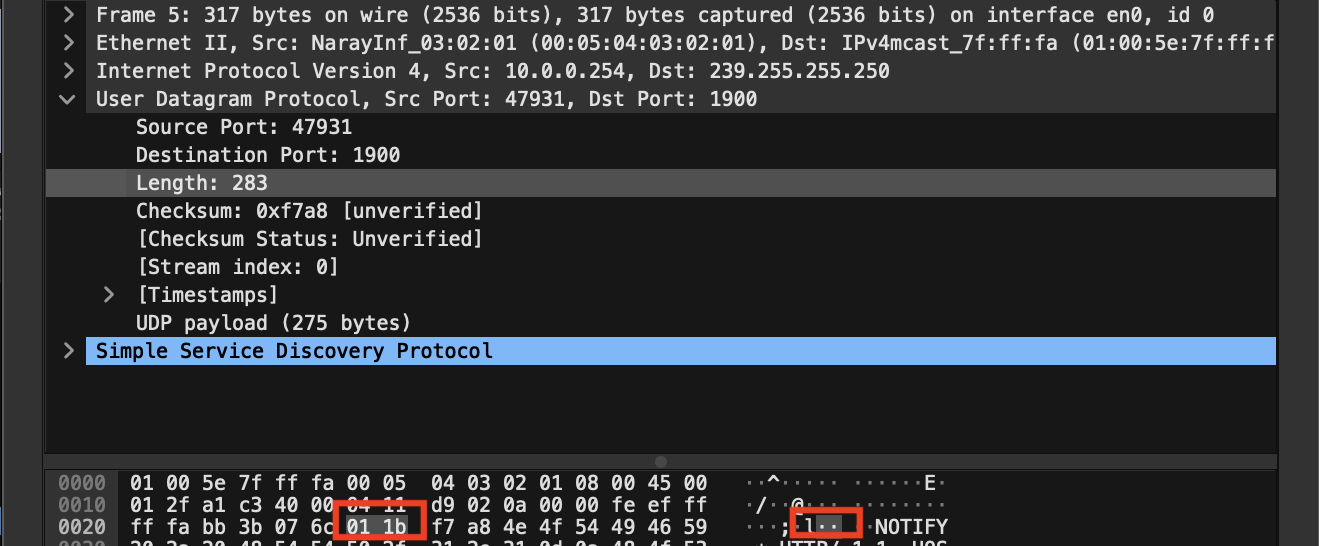 Frame 5: 317 bytes on wire (2536 bits), 317 bytes captured (2536 bits) on interface en0, id 0
Ethernet II, Src: NarayInf_03:02:01 (00:05:04:03:02:01), Dst: IPv4mcast_7f:ff:fa (01:00:5e:7f:ff:f
Internet Protocol Version 4, Src: 10.0.0.254, Dst: 239.255.255.250
User Datagram Protocol, Src Port: 47931, Dst Port: 1900
Source Port: 47931
Destination Port: 1900
Length: 283
Checksum: 0xf7a8 [unverified]
[Checksum Status: Unverified]
[Stream index: 0]
[Timestamps]
UDP payload (275 bytes)
Simple Service Discovery Protocol
0000 01 00 5e 7f ff fa 00 05 04 03 02 01 08 00 45 00 ··^····· ······E·
0010 01 2f a1 c3 40 00 04 11 d9 02 0a 00 00 fe ef ff ·/··@··· ········
0020 ff fa bb 3b 07 6c 01 1b f7 a8 4e 4f 54 49 46 59 ···;·l·· ··NOTIFY